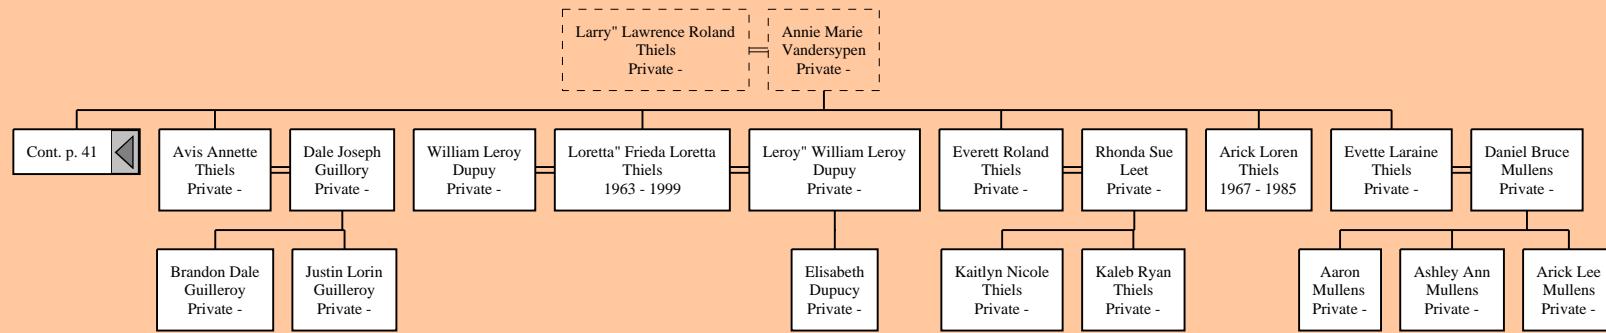 Larry" Lawrence Roland
Thiels
Private -
Annie Marie
Vandersypen
Private -
Cont. p. 41
Avis Annette
Thiels
Private -
Dale Joseph
Guillory
Private -
William Leroy
Dupuy
Private -
Loretta" Frieda Loretta
Thiels
1963 - 1999
Leroy" William Leroy
Dupuy
Private -
Everett Roland
Thiels
Private -
Rhonda Sue
Leet
Private -
Arick Loren
Thiels
1967 - 1985
Evette Laraine
Thiels
Private -
Daniel Bruce
Mullens
Private -
Brandon Dale
Guilleroy
Private -
Justin Lorin
Guilleroy
Private -
Elisabeth
Dupucy
Private -
Kaitlyn Nicole
Thiels
Private -
Kaleb Ryan
Thiels
Private -
Aaron
Mullens
Private -
Ashley Ann
Mullens
Private -
Arick Lee
Mullens
Private -